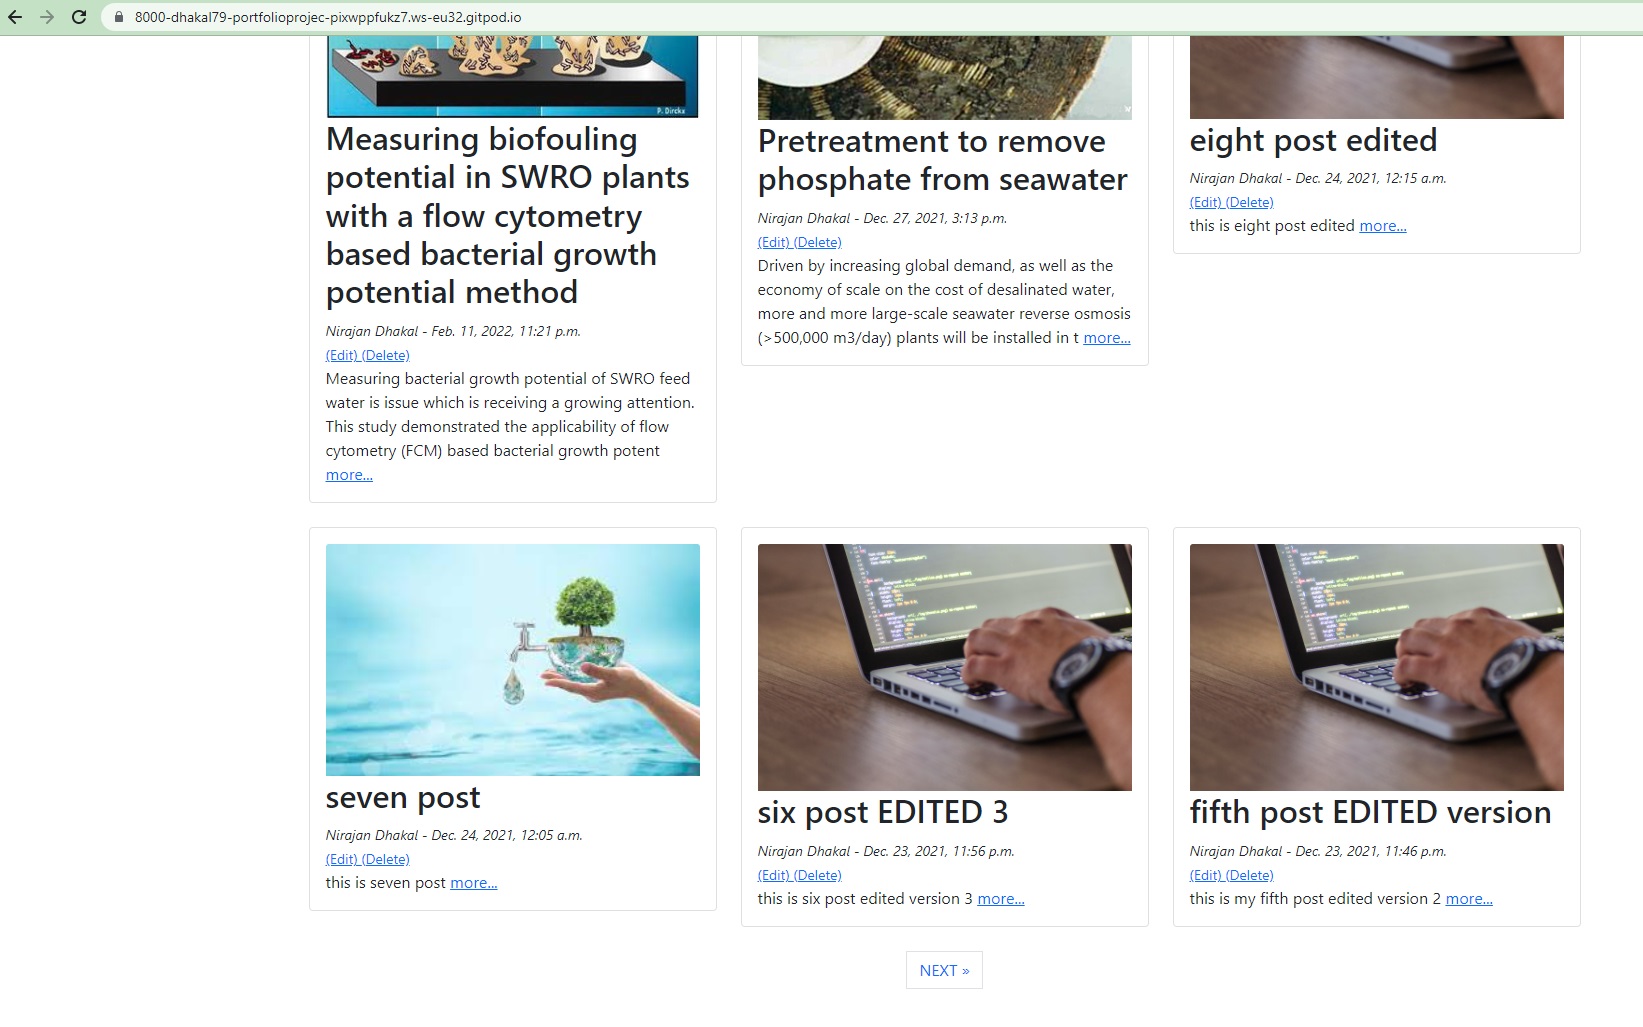 8000-dhakal79-portfolioprojec-pixwppfukz7.ws-eu32.gitpod.io
P. Dircks
Measuring biofouling
potential in SWRO plants
with a flow cytometry
based bacterial growth
potential method
Nirajan Dhakal - Feb. 11, 2022, 11:21 p.m.
(Edit) (Delete)
Measuring bacterial growth potential of SWRO feed
water is issue which is receiving a growing attention.
This study demonstrated the applicability of flow
cytometry (FCM) based bacterial growth potent
more...
Pretreatment to remove
phosphate from seawater
Nirajan Dhakal - Dec. 27, 2021, 3:13 p.m.
(Edit) (Delete)
Driven by increasing global demand, as well as the
economy of scale on the cost of desalinated water,
more and more large-scale seawater reverse osmosis
(>500,000 m3/day) plants will be installed in t more...
eight post edited
Nirajan Dhakal - Dec. 24, 2021, 12:15 a.m.
(Edit) (Delete)
this is eight post edited more...
seven post
Nirajan Dhakal - Dec. 24, 2021, 12:05 a.m.
(Edit) (Delete)
this is seven post more...
six post EDITED 3
Nirajan Dhakal - Dec. 23, 2021, 11:56 p.m.
(Edit) (Delete)
this is six post edited version 3 more...
fifth post EDITED version
Nirajan Dhakal - Dec. 23, 2021, 11:46 p.m.
(Edit) (Delete)
this is my fifth post edited version 2 more...
NEXT »